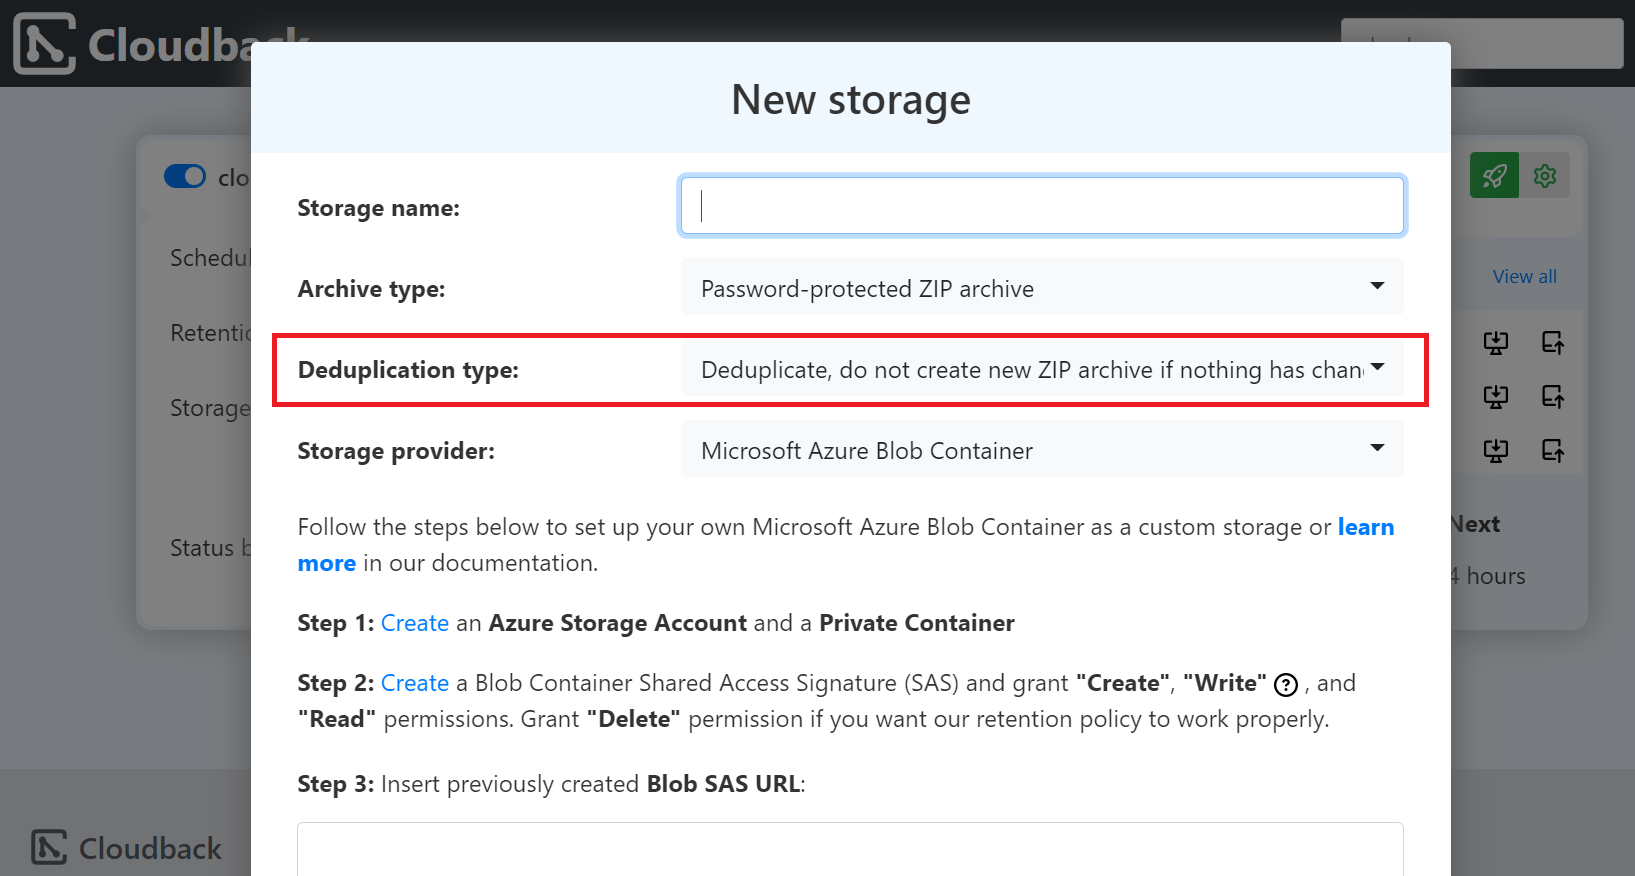 Cloudback
New storage
clo
Storage name:
Schedul
View all
Archive type: Password-protected ZIP archive
Retentio
Deduplication type: Deduplicate, do not create new ZIP archive if nothing has chan
Storage
Storage provider: Microsoft Azure Blob Container
Follow the steps below to set up your own Microsoft Azure Blob Container as a custom storage or learn
more in our documentation.
Next
Status b
4 hours
Step 1: Create an Azure Storage Account and a Private Container
Step 2: Create a Blob Container Shared Access Signature (SAS) and grant "Create", "Write" ? , and
"Read" permissions. Grant "Delete" permission if you want our retention policy to work properly.
Step 3: Insert previously created Blob SAS URL:
Cloudback